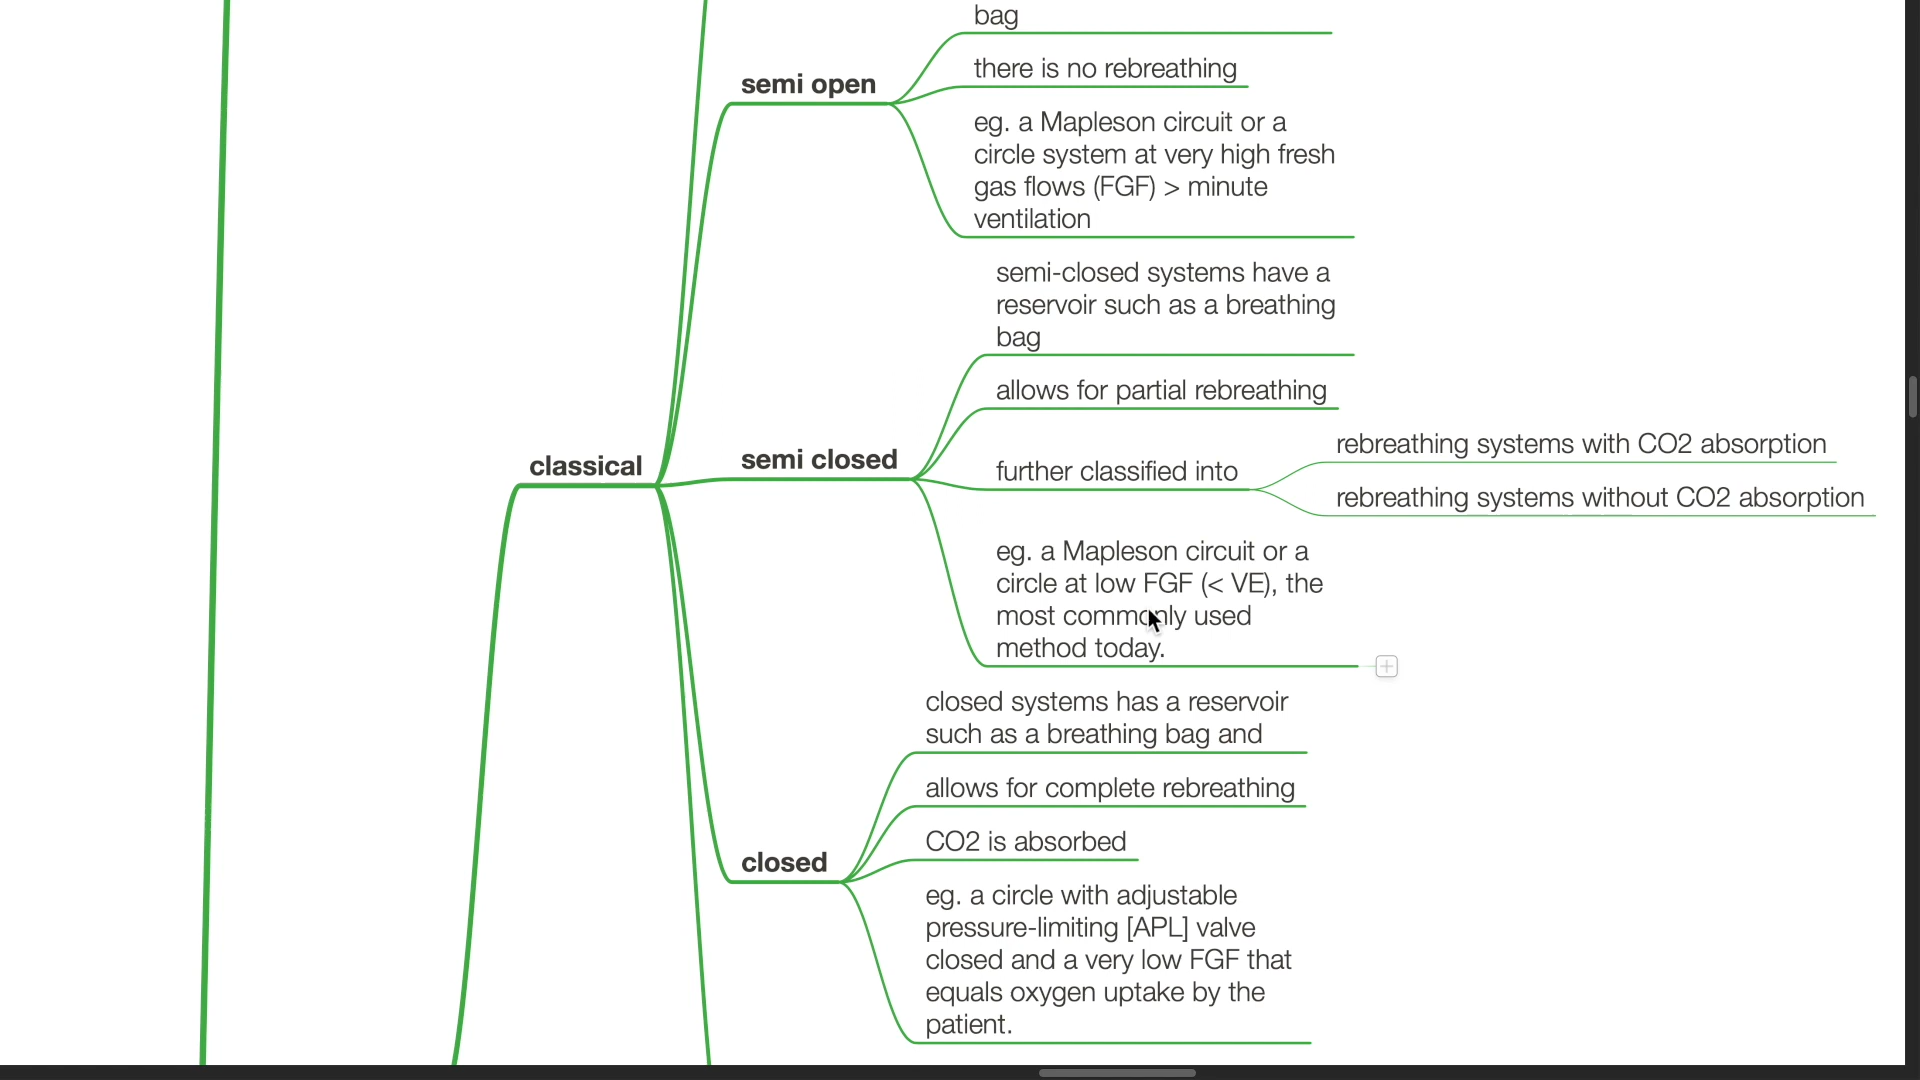 bag
there is no rebreathing
semi open
eg. a Mapleson circuit or a
circle system at very high fresh
gas flows (FGF) > minute
ventilation
semi-closed systems have a
reservoir such as a breathing
bag
allows for partial rebreathing
classical
semi closed
further classified into
rebreathing systems with CO2 absorption
rebreathing systems without CO2 absorption
eg. a Mapleson circuit or a
circle at low FGF (< VE), the
most commonly used
method today.
closed systems has a reservoir
such as a breathing bag and
allows for complete rebreathing
CO2 is absorbed
closed
eg. a circle with adjustable
pressure-limiting [APL] valve
closed and a very low FGF that
equals oxygen uptake by the
patient.